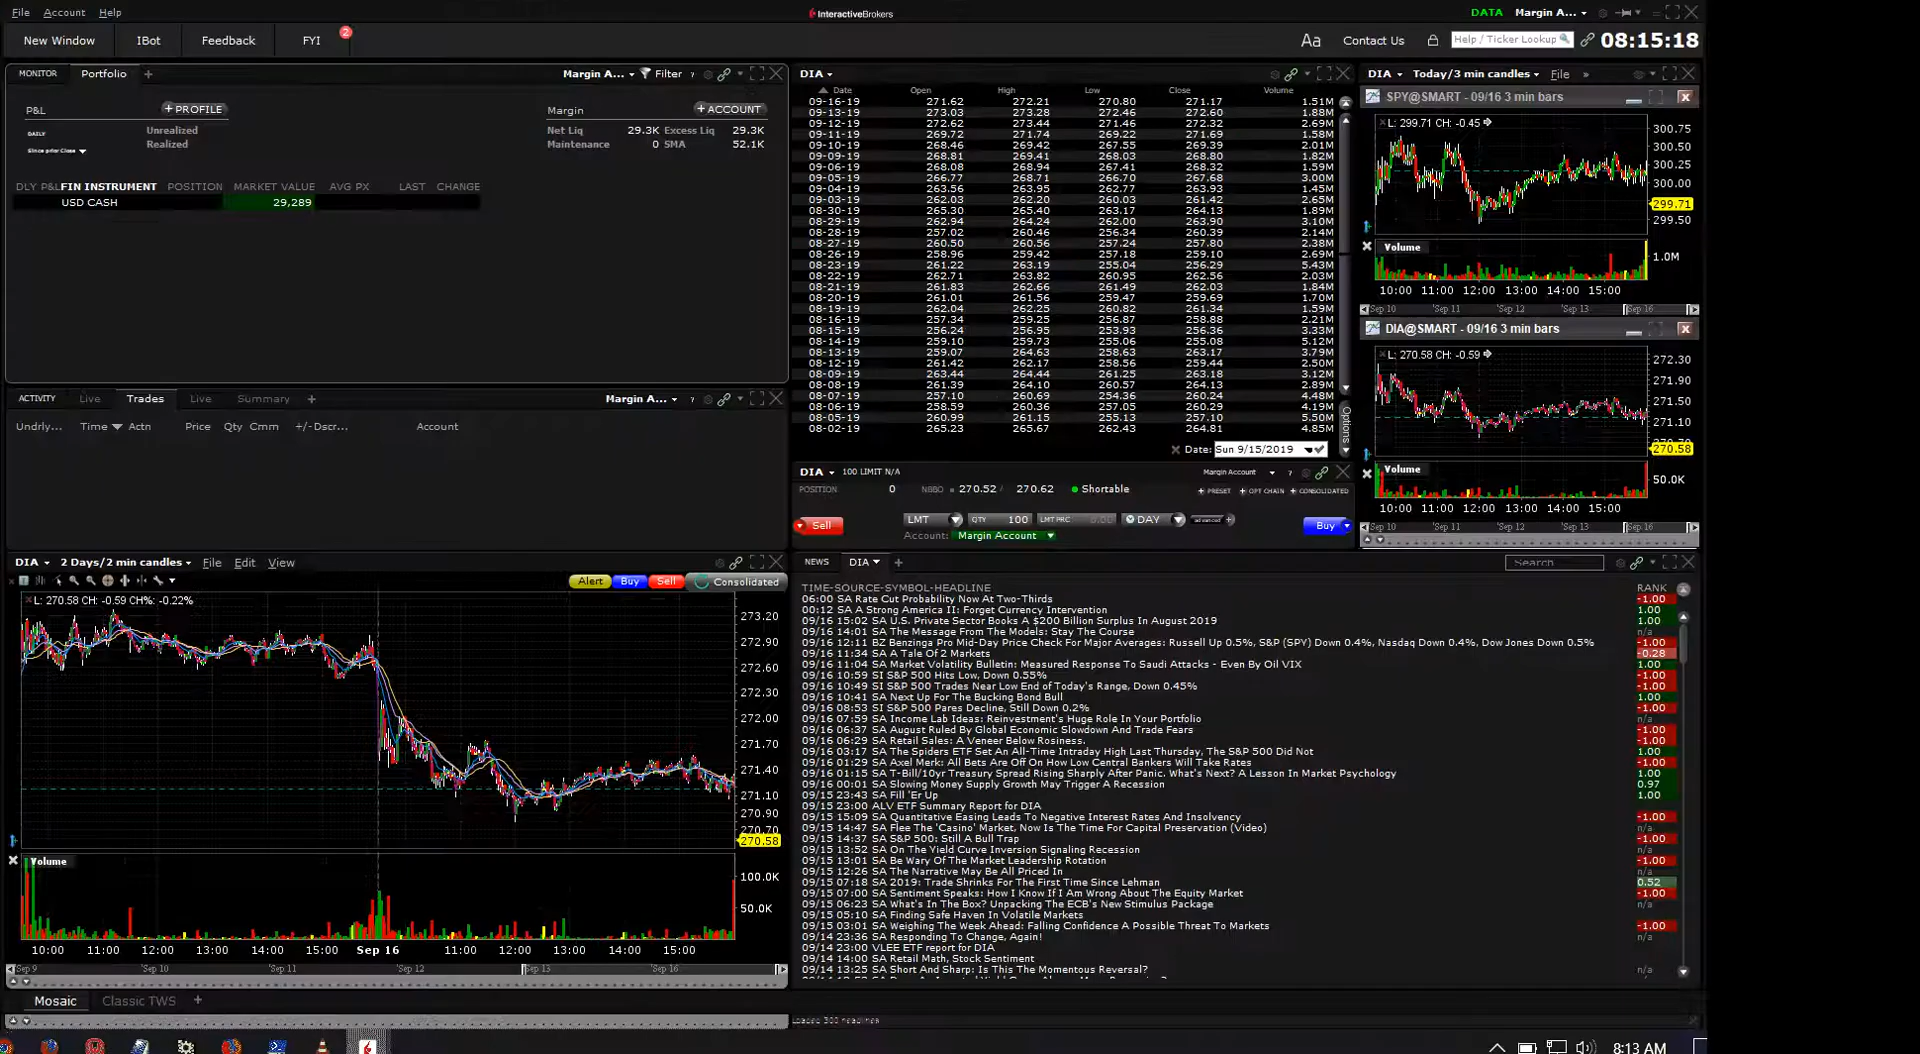 File Account Help
InteractiveBrokers
DATA Margin A...
New Window IBot Feedback FYI 2
Aa Contact Us Help / Ticker Lookup 08:15:18
MONITOR Portfolio + Margin A... Filter ?
P&L + PROFILE Margin + ACCOUNT
DAILY Unrealized Net Liq 29.3K Excess Liq 29.3K
Since prior Close Realized Maintenance 0 SMA 52.1K
DLY P&L FIN INSTRUMENT POSITION MARKET VALUE AVG PX LAST CHANGE
USD CASH 29,289
ACTIVITY Live Trades Live Summary + Margin A... ?
Undrly... Time Actn Price Qty Cmm +/-Dscr... Account
DIA 2 Days/2 min candles File Edit View
Alert Buy Sell Consolidated
L: 270.58 CH: -0.59 CH%: -0.22%
273.20
272.90
272.60
272.30
272.00
271.70
271.40
271.10
270.90
270.70
270.58
Volume
100.0K
50.0K
10:00 11:00 12:00 13:00 14:00 15:00 Sep 16 11:00 12:00 13:00 14:00 15:00
Sep 9 Sep 10 Sep 11 Sep 12 Sep 13 Sep 16
Mosaic Classic TWS +
DIA
Date Open High Low Close Volume
09-16-19 271.62 272.21 270.80 271.17 1.51M
09-13-19 273.03 273.28 272.46 272.60 1.88M
09-12-19 272.62 273.44 271.46 272.32 2.69M
09-11-19 269.72 271.74 269.22 271.69 1.58M
09-10-19 268.46 269.42 267.55 269.39 2.01M
09-09-19 268.81 269.41 268.03 268.80 1.82M
09-06-19 268.08 268.94 267.41 268.32 1.59M
09-05-19 266.77 268.71 266.70 267.68 3.00M
09-04-19 263.56 263.95 262.77 263.93 1.45M
09-03-19 262.03 262.20 260.03 261.42 2.65M
08-30-19 265.30 265.40 263.17 264.13 1.89M
08-29-19 262.94 264.24 262.00 263.90 3.10M
08-28-19 257.02 260.46 256.34 260.39 2.14M
08-27-19 260.50 260.56 257.24 257.80 2.38M
08-26-19 258.96 259.42 257.18 259.10 2.69M
08-23-19 261.22 263.19 255.04 256.29 5.43M
08-22-19 262.71 263.82 260.95 262.56 2.03M
08-21-19 261.83 262.66 261.49 262.03 1.84M
08-20-19 261.01 261.56 259.47 259.69 1.70M
08-19-19 262.04 262.25 260.82 261.34 1.59M
08-16-19 257.34 259.25 256.87 258.88 2.21M
08-15-19 256.24 256.95 253.93 256.36 3.33M
08-14-19 259.10 259.73 255.06 255.08 5.12M
08-13-19 259.07 264.63 258.63 263.17 3.79M
08-12-19 261.42 262.17 258.56 259.44 2.50M
08-09-19 263.44 264.44 261.25 263.18 3.12M
08-08-19 261.39 264.10 260.57 264.13 2.89M
08-07-19 257.10 260.69 254.36 260.24 4.48M
08-06-19 258.59 260.36 257.05 260.29 4.19M
08-05-19 260.99 261.15 255.13 257.10 5.50M
08-02-19 265.23 265.67 262.43 264.81 4.85M
Options
Date: Sun 9/15/2019
DIA 100 LIMIT N/A Margin Account ?
POSITION 0 NBBO 270.52 / 270.62 Shortable + PRESET + OPT CHAIN + CONSOLIDATED
Sell LMT QTY 100 LMT PRC DAY advanced + Buy
Account: Margin Account
NEWS DIA + Search
TIME-SOURCE-SYMBOL-HEADLINE RANK
06:00 SA Rate Cut Probability Now At Two-Thirds -1.00
00:12 SA A Strong America II: Forget Currency Intervention 1.00
09/16 15:02 SA U.S. Private Sector Books A $200 Billion Surplus In August 2019 1.00
09/16 14:01 SA The Message From The Models: Stay The Course n/a
09/16 12:11 BZ Benzinga Pro Mid-Day Price Check For Major Averages: Russell Up 0.5%, S&P (SPY) Down 0.4%, Nasdaq Down 0.4%, Dow Jones Down 0.5% -1.00
09/16 11:34 SA A Tale Of 2 Markets -0.28
09/16 11:04 SA Market Volatility Bulletin: Measured Response To Saudi Attacks - Even By Oil VIX 1.00
09/16 10:59 SI S&P 500 Hits Low, Down 0.55% -1.00
09/16 10:49 SI S&P 500 Trades Near Low End of Today's Range, Down 0.45% -1.00
09/16 10:41 SA Next Up For The Bucking Bond Bull 1.00
09/16 08:53 SI S&P 500 Pares Decline, Still Down 0.2% -1.00
09/16 07:59 SA Income Lab Ideas: Reinvestment's Huge Role In Your Portfolio n/a
09/16 06:37 SA August Ruled By Global Economic Slowdown And Trade Fears -1.00
09/16 06:29 SA Retail Sales: A Veneer Below Rosiness. -1.00
09/16 03:17 SA The Spiders ETF Set An All-Time Intraday High Last Thursday, The S&P 500 Did Not 1.00
09/16 01:29 SA Axel Merk: All Bets Are Off On How Low Central Bankers Will Take Rates -1.00
09/16 01:15 SA T-Bill/10yr Treasury Spread Rising Sharply After Panic. What's Next? A Lesson In Market Psychology 1.00
09/16 00:01 SA Slowing Money Supply Growth May Trigger A Recession 0.97
09/15 23:43 SA Fill 'Er Up 1.00
09/15 23:00 ALV ETF Summary Report for DIA
09/15 15:09 SA Quantitative Easing Leads To Negative Interest Rates And Insolvency -1.00
09/15 14:47 SA Flee The 'Casino' Market, Now Is The Time For Capital Preservation (Video) n/a
09/15 14:37 SA S&P 500: Still A Bull Trap -1.00
09/15 13:52 SA On The Yield Curve Inversion Signaling Recession n/a
09/15 13:01 SA Be Wary Of The Market Leadership Rotation -1.00
09/15 12:26 SA The Narrative May Be All Priced In n/a
09/15 07:18 SA 2019: Trade Shrinks For The First Time Since Lehman 0.52
09/15 07:00 SA Sentiment Speaks: How I Know If I Am Wrong About The Equity Market -1.00
09/15 06:23 SA What's In The Box? Unpacking The ECB's New Stimulus Package n/a
09/15 05:10 SA Finding Safe Haven In Volatile Markets
09/15 03:01 SA Weighing The Week Ahead: Falling Confidence A Possible Threat To Markets -1.00
09/14 23:36 SA Responding To Change, Again! n/a
09/14 23:00 VLEE ETF report for DIA
09/14 14:00 SA Retail Math, Stock Sentiment
09/14 13:25 SA Short And Sharp: Is This The Momentous Reversal? n/a
Loaded 300 headlines
DIA Today/3 min candles File »
SPY@SMART - 09/16 3 min bars
L: 299.71 CH: -0.45
300.75
300.50
300.25
300.00
299.71
299.50
Volume
1.0M
10:00 11:00 12:00 13:00 14:00 15:00
Sep 10 Sep 11 Sep 12 Sep 13 Sep 16
DIA@SMART - 09/16 3 min bars
L: 270.58 CH: -0.59
272.30
271.90
271.50
271.10
270.58
Volume
50.0K
10:00 11:00 12:00 13:00 14:00 15:00
Sep 10 Sep 11 Sep 12 Sep 13 Sep 16
8:13 AM